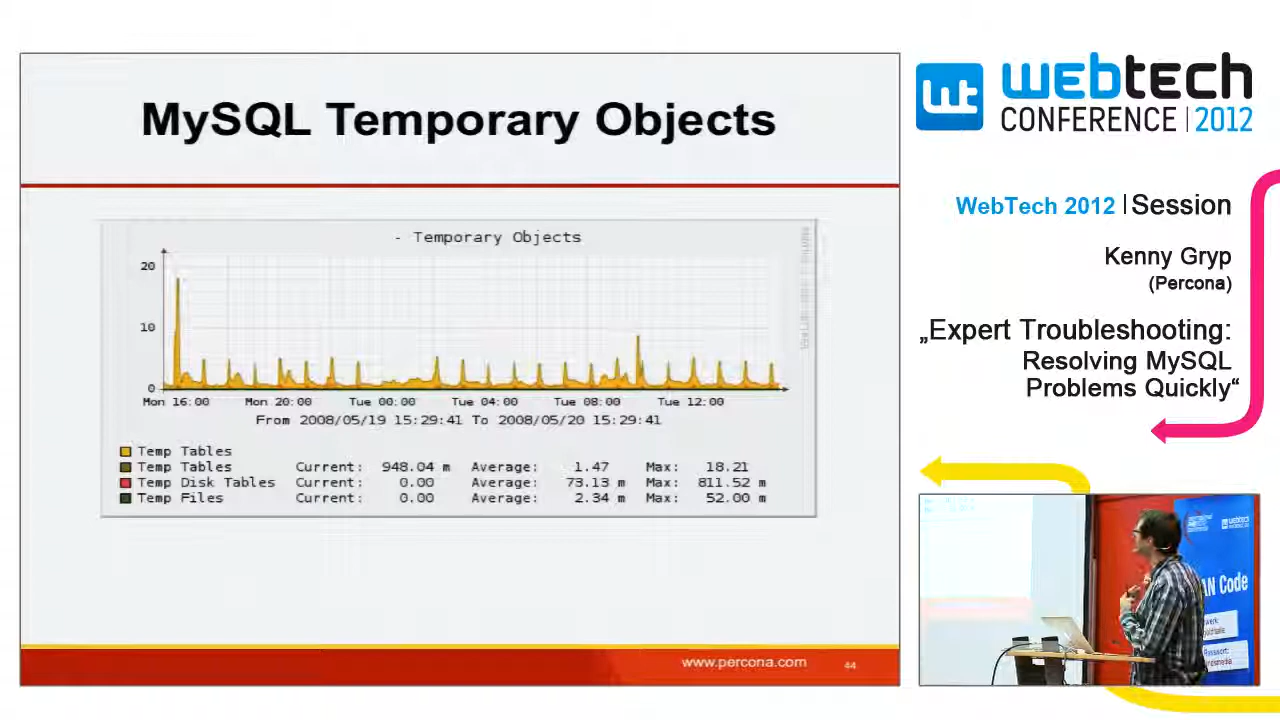 MySQL Temporary Objects
- Temporary Objects
20
10
0
Mon 16:00 Mon 20:00 Tue 00:00 Tue 04:00 Tue 08:00 Tue 12:00
From 2008/05/19 15:29:41 To 2008/05/20 15:29:41
Temp Tables
Temp Tables Current: 948.04 m Average: 1.47 Max: 18.21
Temp Disk Tables Current: 0.00 Average: 73.13 m Max: 811.52 m
Temp Files Current: 0.00 Average: 2.34 m Max: 52.00 m
www.percona.com 44
wt webtech
CONFERENCE | 2012
WebTech 2012 | Session
Kenny Gryp
(Percona)
„Expert Troubleshooting:
Resolving MySQL
Problems Quickly“
webtech
AN Code